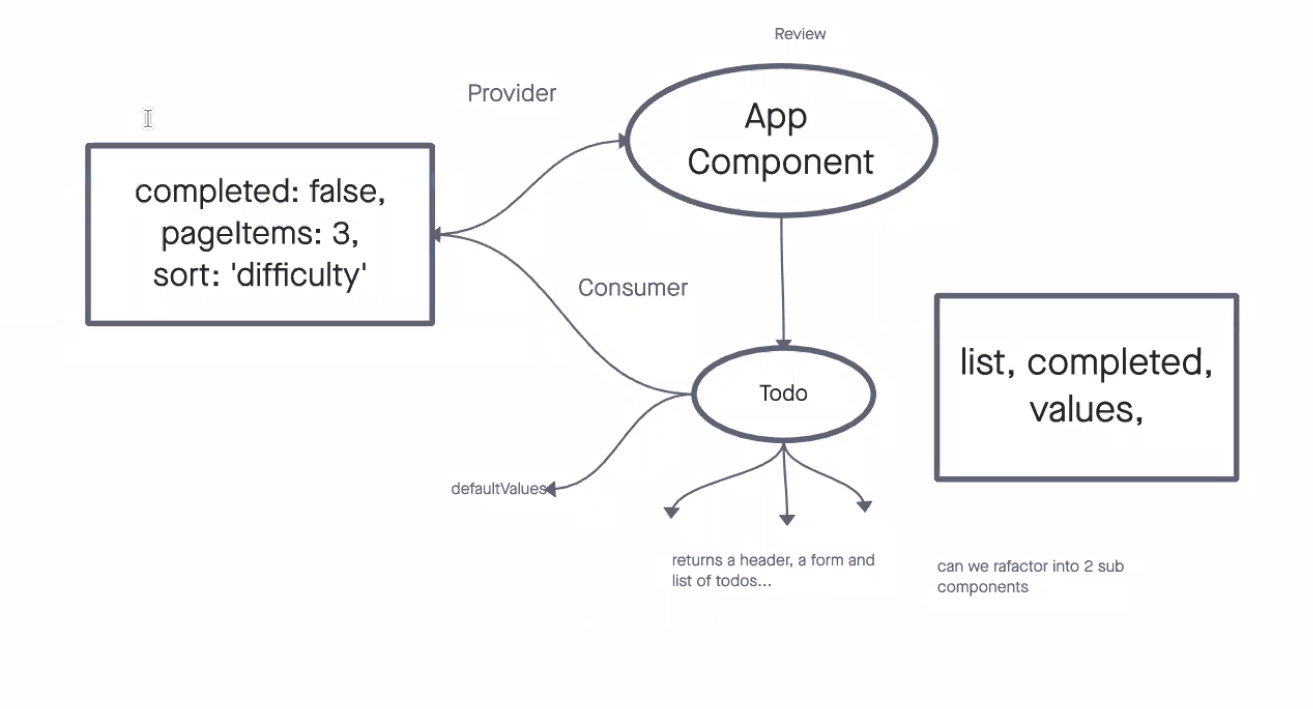 Review
Provider
App
Component
completed: false,
pageItems: 3,
sort: 'difficulty'
Consumer
list, completed,
values,
Todo
defaultValues
returns a header, a form and
list of todos...
can we rafactor into 2 sub
components